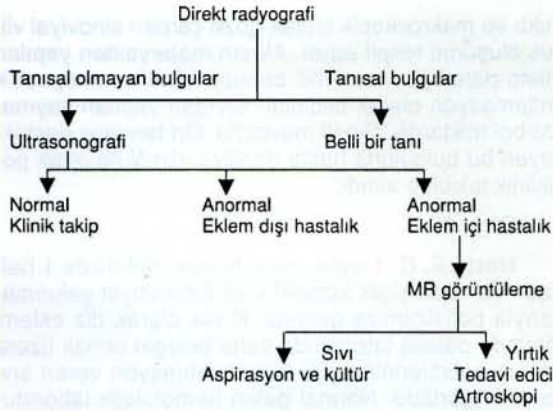 Direkt radyografi
Tanısal olmayan bulgular
Tanısal bulgular
Ultrasonografi
Belli bir tanı
Normal
Klinik takip
Anormal
Eklem dışı hastalık
Anormal
Eklem içi hastalık
MR görüntüleme
Sıvı
Aspirasyon ve kültür
Yırtık
Tedavi edici
Artroskopi